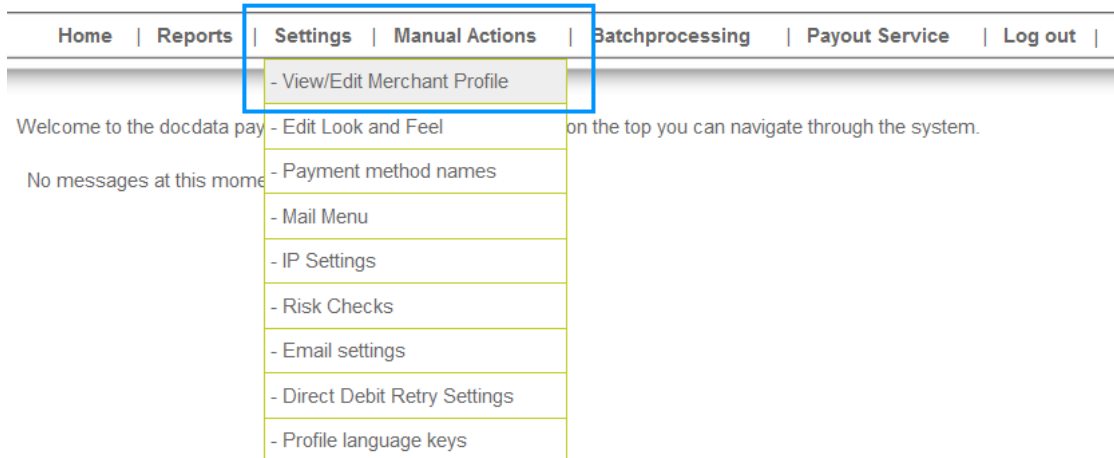 Home | Reports | Settings | Manual Actions | Batchprocessing | Payout Service | Log out |
- View/Edit Merchant Profile
Welcome to the docdata pay
- Edit Look and Feel
on the top you can navigate through the system.
- Payment method names
No messages at this mome
- Mail Menu
- IP Settings
- Risk Checks
- Email settings
- Direct Debit Retry Settings
- Profile language keys